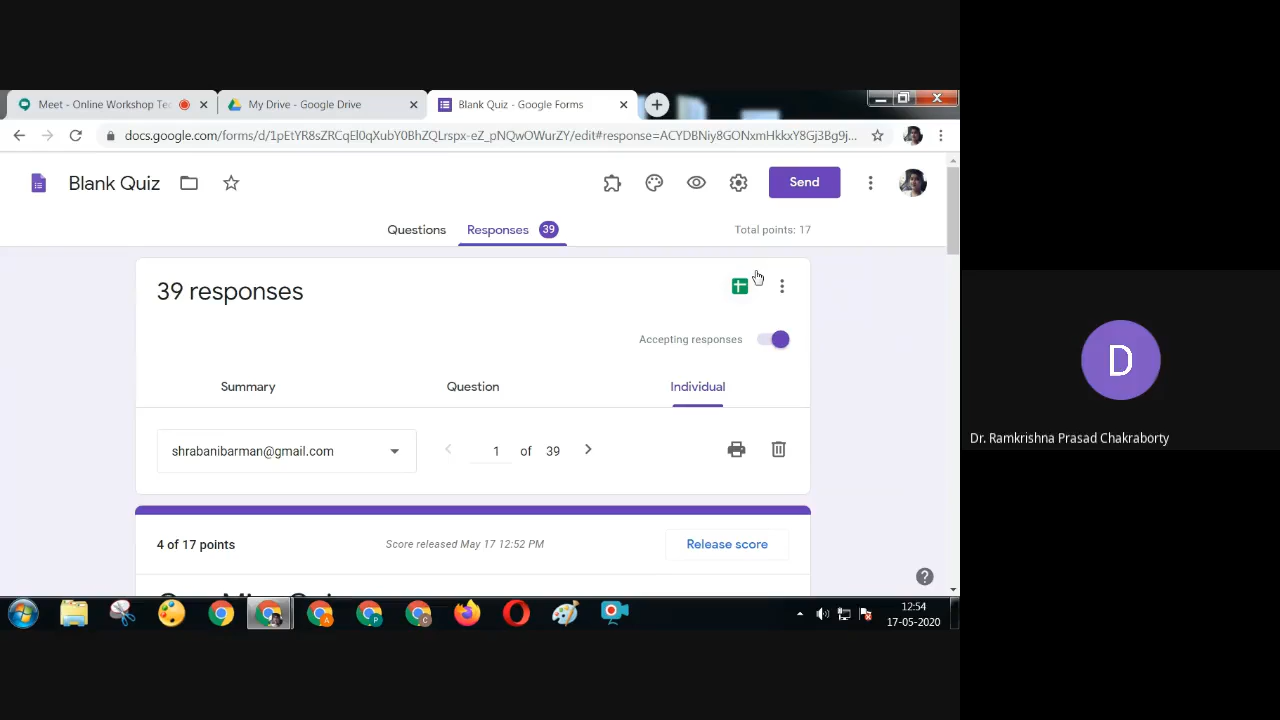 Meet - Online Workshop Te
My Drive - Google Drive
Blank Quiz - Google Forms
docs.google.com/forms/d/1pEtYR8sZRCqEl0qXubY0BhZQLrspx-eZ_pNQwOWurZY/edit#response=ACYDBNiy8GONxmHkkxY8Gj3Bg9j...
Blank Quiz
Send
Questions
Responses 39
Total points: 17
39 responses
Accepting responses
Summary
Question
Individual
shrabanibarman@gmail.com
1 of 39
4 of 17 points
Score released May 17 12:52 PM
Release score
D
Dr. Ramkrishna Prasad Chakraborty
12:54
17-05-2020